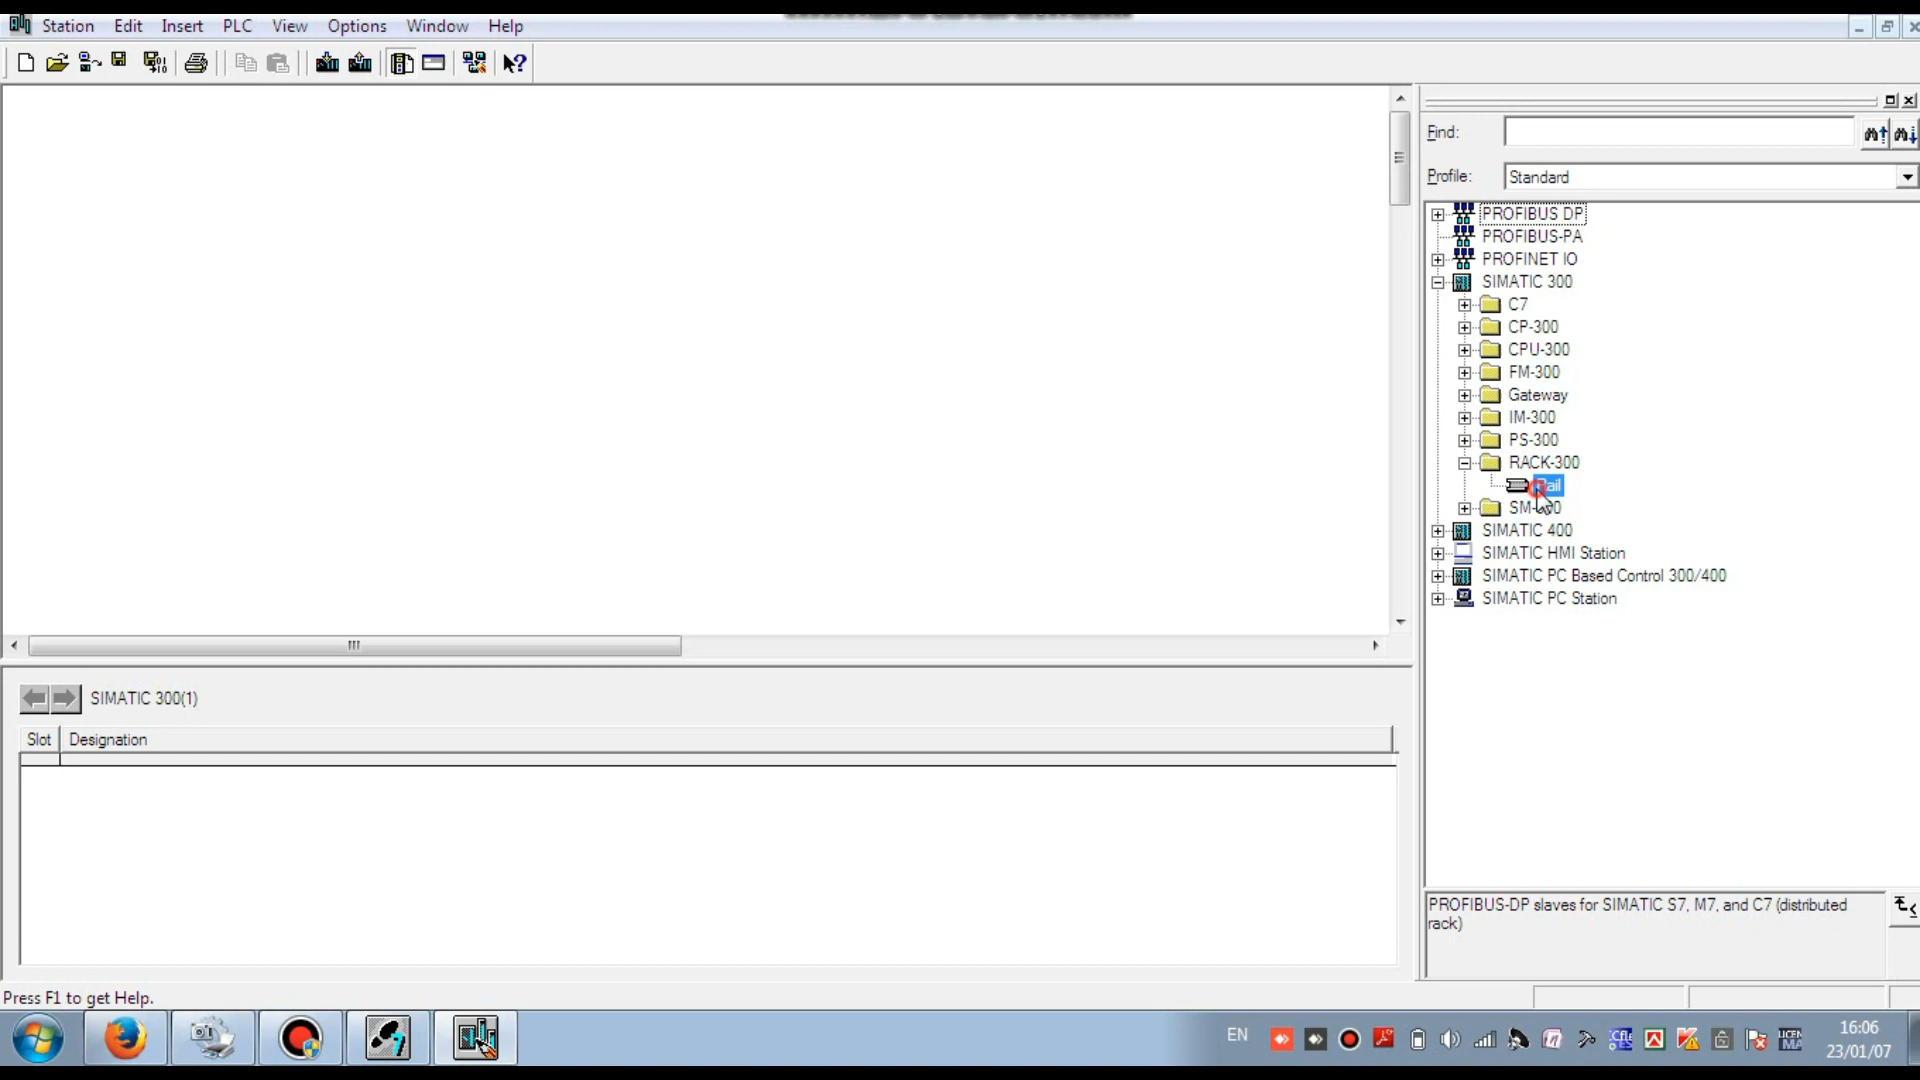 Station Edit Insert PLC View Options Window Help
Find:
Profile: Standard
PROFIBUS DP
PROFIBUS-PA
PROFINET IO
SIMATIC 300
C7
CP-300
CPU-300
FM-300
Gateway
IM-300
PS-300
RACK-300
SIMATIC 400
SIMATIC HMI Station
SIMATIC PC Based Control 300/400
SIMATIC PC Station
SIMATIC 300(1)
Slot Designation
PROFIBUS-DP slaves for SIMATIC S7, M7, and C7 (distributed
rack)
Press F1 to get Help.
EN
16:06
23/01/07